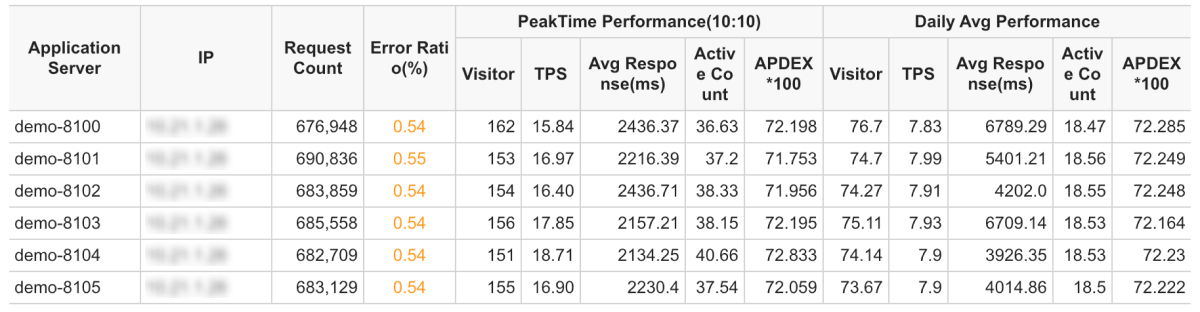 PeakTime Performance(10:10) Daily Avg Performance
Application Server IP Request Count Error Ratio(%) Visitor TPS Avg Response(ms) Active Count APDEX *100 Visitor TPS Avg Response(ms) Active Count APDEX *100
demo-8100 676,948 0.54 162 15.84 2436.37 36.63 72.198 76.7 7.83 6789.29 18.47 72.285
demo-8101 690,836 0.55 153 16.97 2216.39 37.2 71.753 74.7 7.99 5401.21 18.56 72.249
demo-8102 683,859 0.54 154 16.40 2436.71 38.33 71.956 74.27 7.91 4202.0 18.55 72.248
demo-8103 685,558 0.54 156 17.85 2157.21 38.15 72.195 75.11 7.93 6709.14 18.53 72.164
demo-8104 682,709 0.54 151 18.71 2134.25 40.66 72.833 74.14 7.9 3926.35 18.53 72.23
demo-8105 683,129 0.54 155 16.90 2230.4 37.54 72.059 73.67 7.9 4014.86 18.5 72.222